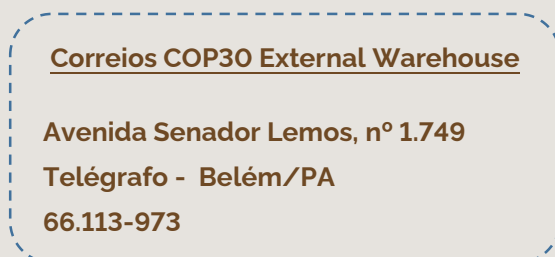 Correios COP30 External Warehouse
Avenida Senador Lemos, nº 1.749
Telégrafo - Belém/PA
66.113-973